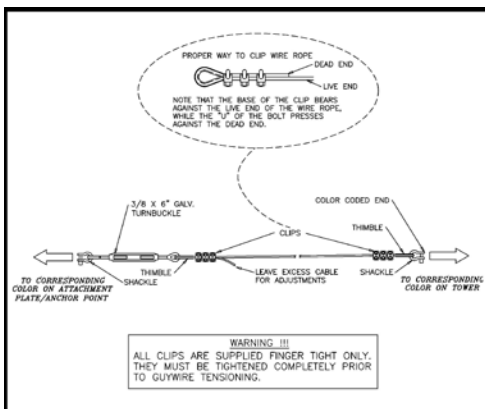 PROPER WAY TO CLIP WIRE ROPE
DEAD END
LIVE END
NOTE THAT THE BASE OF THE CLIP BEARS
AGAINST THE LIVE END OF THE WIRE ROPE,
WHILE THE "U" OF THE BOLT PRESSES
AGAINST THE DEAD END.
3/8 X 6" GALV.
TURNBUCKLE
COLOR CODED END
CLIPS
THIMBLE
THIMBLE
SHACKLE
LEAVE EXCESS CABLE
FOR ADJUSTMENTS
SHACKLE
TO CORRESPONDING
COLOR ON ATTACHMENT
PLATE/ANCHOR POINT
TO CORRESPONDING
COLOR ON TOWER
WARNING !!!
ALL CLIPS ARE SUPPLIED FINGER TIGHT ONLY.
THEY MUST BE TIGHTENED COMPLETELY PRIOR
TO GUYWIRE TENSIONING.